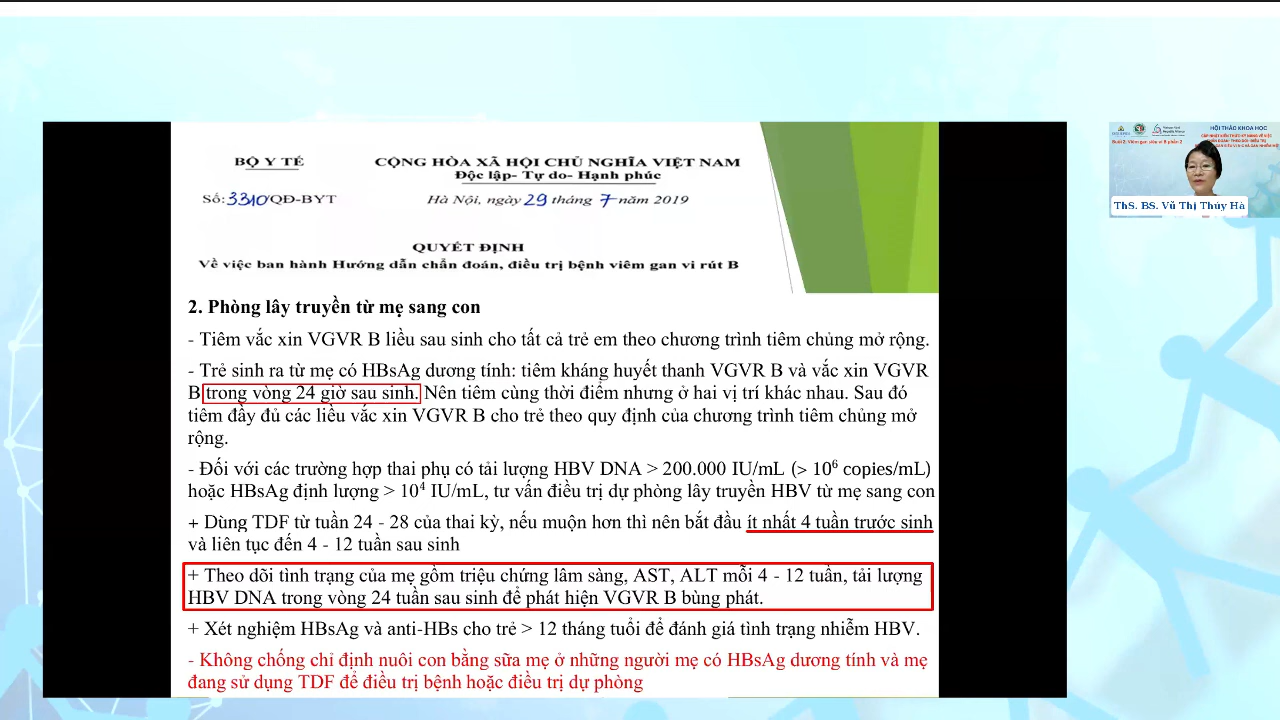 BỘ Y TẾ
CỘNG HÒA XÃ HỘI CHỦ NGHĨA VIỆT NAM
Độc lập- Tự do- Hạnh phúc
Số:3310/QĐ-BYT
Hà Nội, ngày 29 tháng 7 năm 2019
QUYẾT ĐỊNH
Về việc ban hành Hướng dẫn chẩn đoán, điều trị bệnh viêm gan vi rút B
2. Phòng lây truyền từ mẹ sang con
- Tiêm vắc xin VGVR B liều sau sinh cho tất cả trẻ em theo chương trình tiêm chủng mở rộng.
- Trẻ sinh ra từ mẹ có HBsAg dương tính: tiêm kháng huyết thanh VGVR B và vắc xin VGVR
B trong vòng 24 giờ sau sinh. Nên tiêm cùng thời điểm nhưng ở hai vị trí khác nhau. Sau đó
tiêm đầy đủ các liều vắc xin VGVR B cho trẻ theo quy định của chương trình tiêm chủng mở
rộng.
- Đối với các trường hợp thai phụ có tải lượng HBV DNA > 200.000 IU/mL (> 10⁶ copies/mL)
hoặc HBsAg định lượng > 10⁴ IU/mL, tư vấn điều trị dự phòng lây truyền HBV từ mẹ sang con
+ Dùng TDF từ tuần 24 - 28 của thai kỳ, nếu muộn hơn thì nên bắt đầu ít nhất 4 tuần trước sinh
và liên tục đến 4 - 12 tuần sau sinh
+ Theo dõi tình trạng của mẹ gồm triệu chứng lâm sàng, AST, ALT mỗi 4 - 12 tuần, tải lượng
HBV DNA trong vòng 24 tuần sau sinh để phát hiện VGVR B bùng phát.
+ Xét nghiệm HBsAg và anti-HBs cho trẻ > 12 tháng tuổi để đánh giá tình trạng nhiễm HBV.
- Không chống chỉ định nuôi con bằng sữa mẹ ở những người mẹ có HBsAg dương tính và mẹ
đang sử dụng TDF để điều trị bệnh hoặc điều trị dự phòng
HỘI THẢO KHOA HỌC
Buổi 2: Viêm gan siêu vi B phần 2
ThS. BS. Vũ Thị Thúy Hà